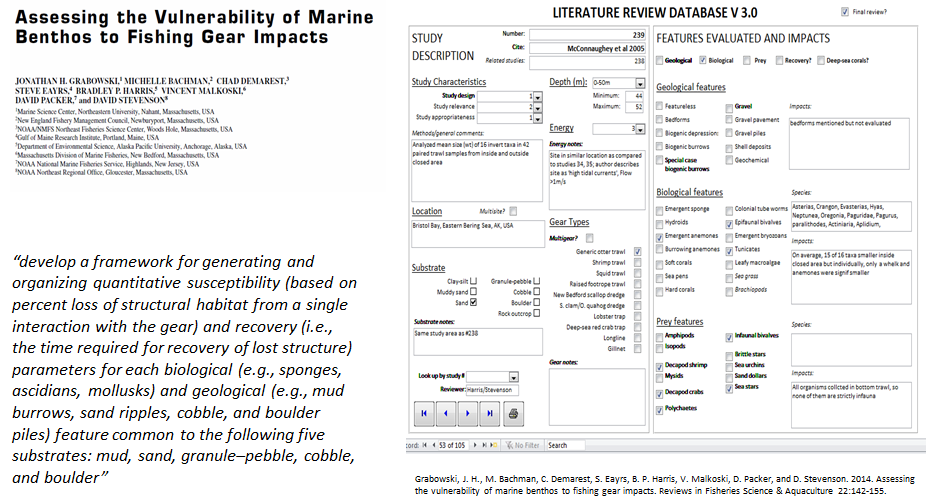 Assessing the Vulnerability of Marine
Benthos to Fishing Gear Impacts
JONATHAN H. GRABOWSKI,1 MICHELLE BACHMAN,2 CHAD DEMAREST,3
STEVE EAYRS,4 BRADLEY P. HARRIS,5 VINCENT MALKOSKI,6
DAVID PACKER,7 and DAVID STEVENSON8
1Marine Science Center, Northeastern University, Nahant, Massachusetts, USA
2New England Fishery Management Council, Newburyport, Massachusetts, USA
3NOAA/NMFS Northeast Fisheries Science Center, Woods Hole, Massachusetts, USA
4Gulf of Maine Research Institute, Portland, Maine, USA
5Department of Environmental Science, Alaska Pacific University, Anchorage, Alaska, USA
6Massachusetts Division of Marine Fisheries, New Bedford, Massachusetts, USA
7NOAA National Marine Fisheries Service, Highlands, New Jersey, USA
8NOAA Northeast Regional Office, Gloucester, Massachusetts, USA
“develop a framework for generating and
organizing quantitative susceptibility (based on
percent loss of structural habitat from a single
interaction with the gear) and recovery (i.e.,
the time required for recovery of lost structure)
parameters for each biological (e.g., sponges,
ascidians, mollusks) and geological (e.g., mud
burrows, sand ripples, cobble, and boulder
piles) feature common to the following five
substrates: mud, sand, granule–pebble, cobble,
and boulder”
LITERATURE REVIEW DATABASE V 3.0
Final review?
STUDY
DESCRIPTION
Number: 239
Cite: McConnaughey et al 2005
Related studies: 238
Study Characteristics
Study design 1
Study relevance 2
Study appropriateness 1
Methods/general comments:
Analyzed mean size (wt) of 16 invert taxa in 42
paired trawl samples from inside and outside
closed area
Depth (m): 0-50m
Minimum: 44
Maximum: 52
Energy 3
Energy notes:
Site in similar location as compared
to studies 34, 35; author describes
site as 'high tidal currents', Flow
>1m/s
Location
Multisite?
Bristol Bay, Eastern Bering Sea, AK, USA
Substrate
Clay-silt
Muddy sand
Sand
Granule-pebble
Cobble
Boulder
Rock outcrop
Substrate notes:
Same study area as #238
Look up by study #
Reviewer: Harris/Stevenson
Gear Types
Multigear?
Generic otter trawl
Shrimp trawl
Squid trawl
Raised footrope trawl
New Bedford scallop dredge
S. clam/O. quahog dredge
Lobster trap
Deep-sea red crab trap
Longline
Gillnet
Gear notes:
FEATURES EVALUATED AND IMPACTS
Geological
Biological
Prey
Recovery?
Deep-sea corals?
Geological features
Featureless
Bedforms
Biogenic depression:
Biogenic burrows
Special case
biogenic burrows
Gravel
Gravel pavement
Gravel piles
Shell deposits
Geochemical
Impacts:
bedforms mentioned but not evaluated
Biological features
Emergent sponge
Hydroids
Emergent anemones
Burrowing anemones
Soft corals
Sea pens
Hard corals
Colonial tube worms
Epifaunal bivalves
Emergent bryozoans
Tunicates
Leafy macroalgae
Sea grass
Brachiopods
Species:
Asterias, Crangon, Evasterias, Hyas,
Neptunea, Oregonia, Paguridae, Pagurus,
paralithodes, Actiniaria, Aplidium,
Impacts:
On average, 15 of 16 taxa smaller inside
closed area but individually, only a whelk and
anemones were signif smaller
Prey features
Amphipods
Isopods
Decapod shrimp
Mysids
Decapod crabs
Polychaetes
Infaunal bivalves
Brittle stars
Sea urchins
Sand dollars
Sea stars
Species:
Impacts:
All organisms collcted in bottom trawl, so
none of them are strictly infauna
cord: 53 of 105 No Filter Search
Grabowski, J. H., M. Bachman, C. Demarest, S. Eayrs, B. P. Harris, V. Malkoski, D. Packer, and D. Stevenson. 2014. Assessing
the vulnerability of marine benthos to fishing gear impacts. Reviews in Fisheries Science & Aquaculture 22:142-155.